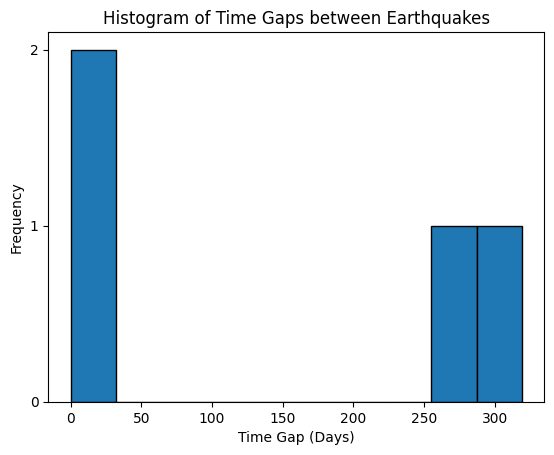 Histogram of Time Gaps between Earthquakes
2
1
0
Frequency
0 50 100 150 200 250 300
Time Gap (Days)